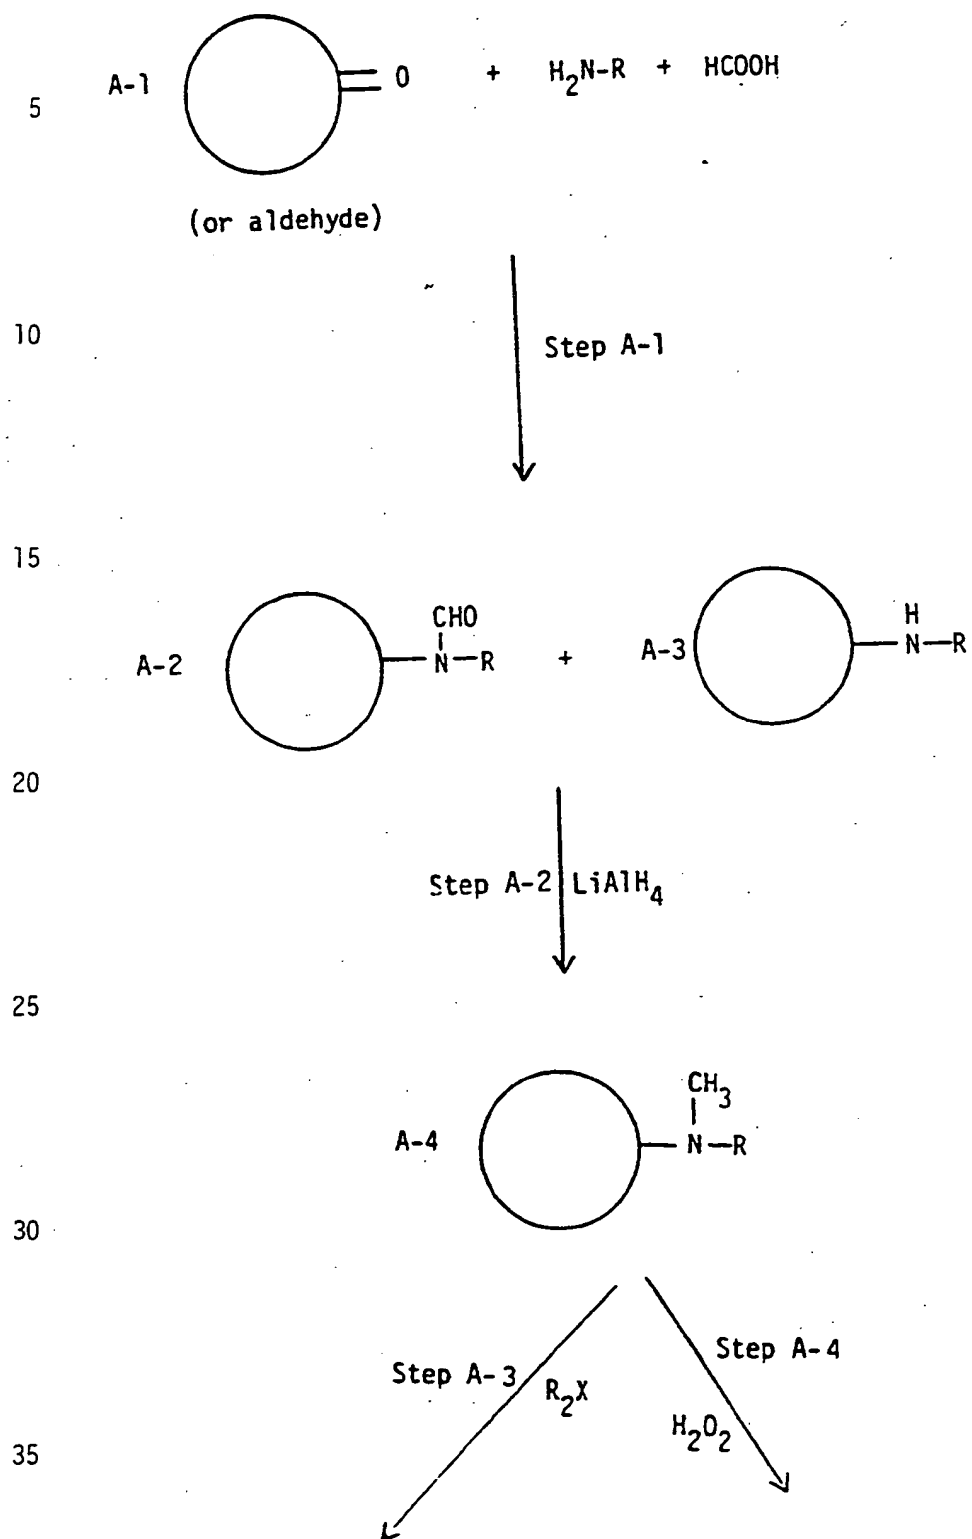 A-1 O + H2N-R + HCOOH
5
(or aldehyde)
10
Step A-1
15
CHO
H
A-2 N-R + A-3 N-R
20
Step A-2 LiAlH4
25
CH3
A-4 N-R
30
Step A-4
Step A-3 R2X
H2O2
35